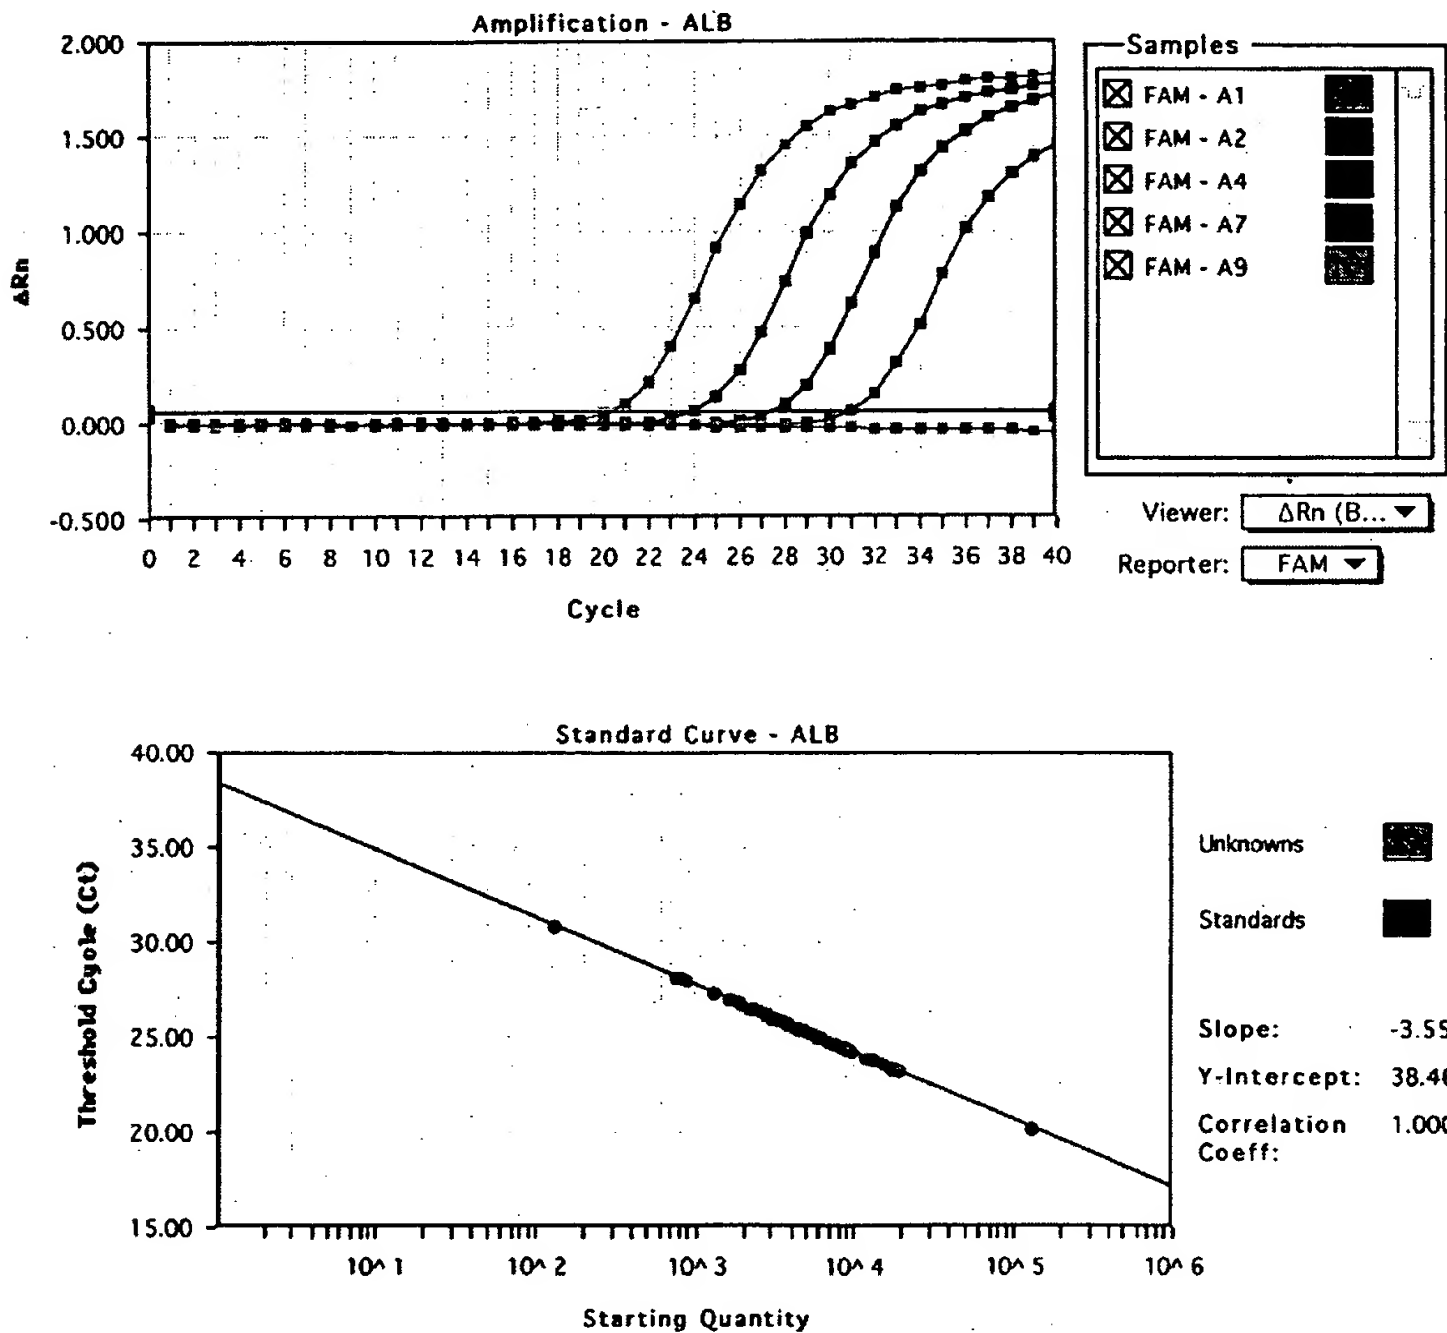 Amplification - ALB
2.000
1.500
1.000
0.500
0.000
-0.500
ΔRn
0 2 4 6 8 10 12 14 16 18 20 22 24 26 28 30 32 34 36 38 40
Cycle
Samples
FAM - A1
FAM - A2
FAM - A4
FAM - A7
FAM - A9
Viewer: ΔRn (B...
Reporter: FAM
Standard Curve - ALB
40.00
35.00
30.00
25.00
20.00
15.00
Threshold Cycle (Ct)
10^1 10^2 10^3 10^4 10^5 10^6
Starting Quantity
Unknowns
Standards
Slope: -3.55
Y-Intercept:
Correlation 1.000
Coeff: